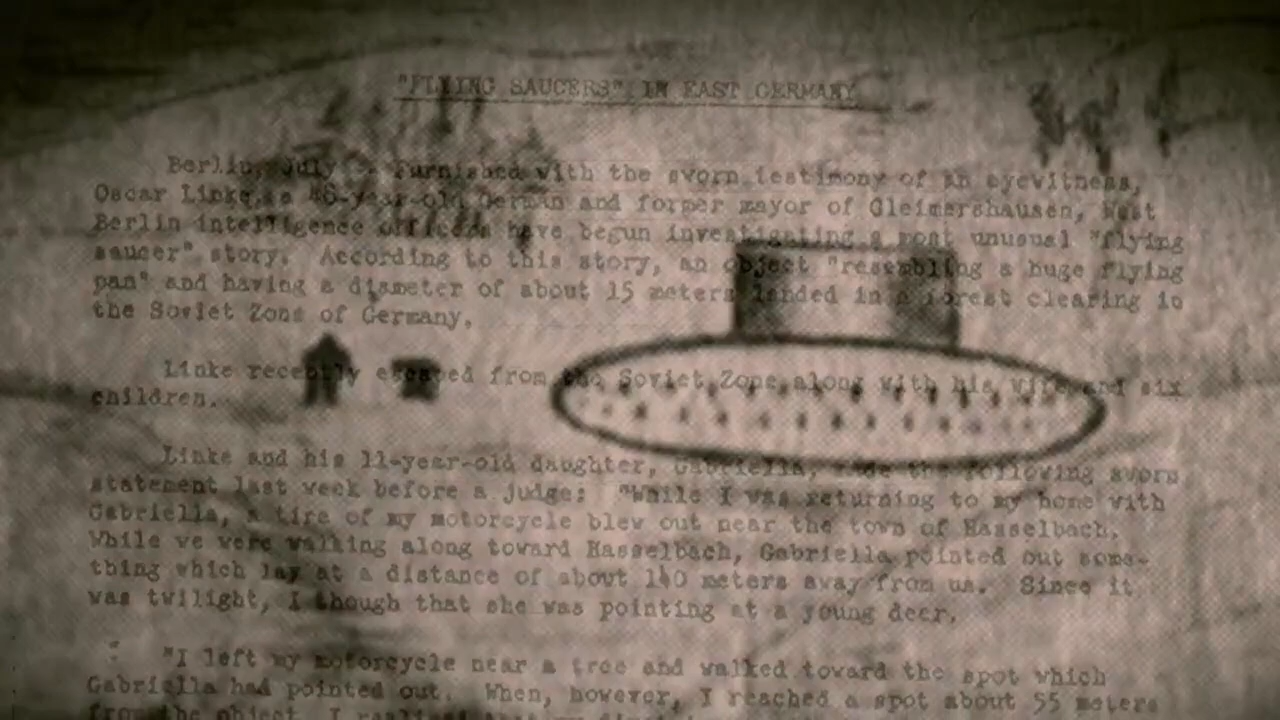 "FLYING SAUCERS" IN EAST GERMANY
Berlin, July Furnished with the sworn testimony of an eyewitness,
Oscar Linke, a 48-year-old German and former mayor of Gleimershausen, West
Berlin intelligence officers have begun investigating a most unusual "flying
saucer" story. According to this story, an object "resembling a huge flying
pan" and having a diameter of about 15 meters landed in a forest clearing in
the Soviet Zone of Germany.
Linke recently escaped from the Soviet Zone along with his wife and six
children.
Linke and his 11-year-old daughter, Gabriella, made the following sworn
statement last week before a judge: "While I was returning to my home with
Gabriella, a tire of my motorcycle blew out near the town of Hasselbach.
While we were walking along toward Hasselbach, Gabriella pointed out some-
thing which lay at a distance of about 140 meters away from us. Since it
was twilight, I though that she was pointing at a young deer.
"I left my motorcycle near a tree and walked toward the spot which
Gabriella had pointed out. When, however, I reached a spot about 55 meters
from the object, I realized that my first